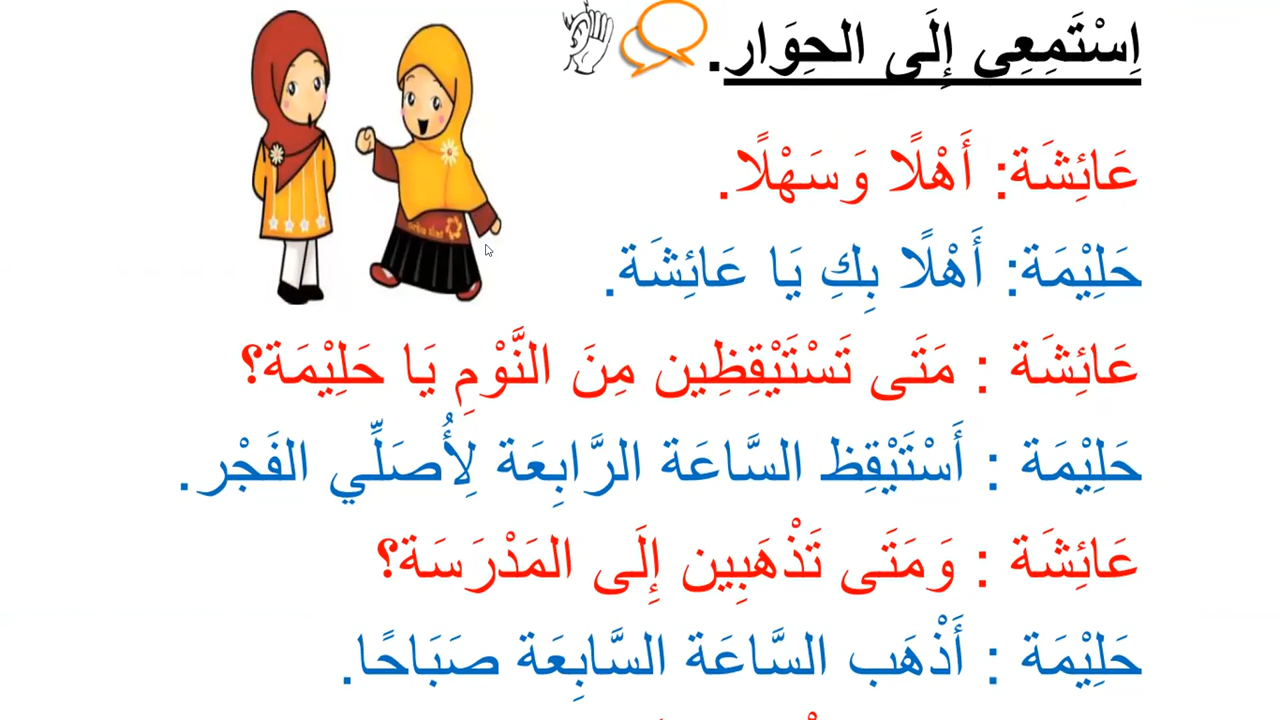 اِسْتَمِعِي إِلَى الحِوَار.
عَائِشَة: أَهْلًا وَسَهْلًا.
حَلِيْمَة: أَهْلًا بِكِ يَا عَائِشَة.
عَائِشَة : مَتَى تَسْتَيْقِظِين مِنَ النَّوْمِ يَا حَلِيْمَة؟
حَلِيْمَة : أَسْتَيْقِظ السَّاعَة الرَّابِعَة لِأُصَلِّي الفَجْر.
عَائِشَة : وَمَتَى تَذْهَبِين إِلَى المَدْرَسَة؟
حَلِيْمَة : أَذْهَب السَّاعَة السَّابِعَة صَبَاحًا.